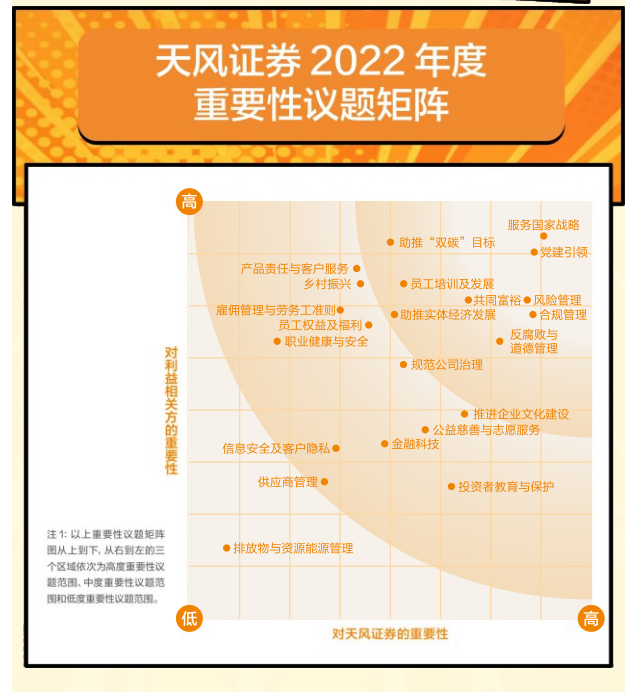 天风证券 2022 年度
重要性议题矩阵
高
服务国家战略
助推“双碳”目标
党建引领
产品责任与客户服务
乡村振兴
员工培训及发展
共同富裕
风险管理
雇佣管理与劳务工准则
助推实体经济发展
合规管理
员工权益及福利
职业健康与安全
反腐败与
道德管理
规范公司治理
对利益相关方的重要性
推进企业文化建设
公益慈善与志愿服务
金融科技
信息安全及客户隐私
供应商管理
投资者教育与保护
排放物与资源能源管理
注1: 以上重要性议题矩阵
图从上到下, 从右到左的三
个区域依次为高度重要性议
题范围、中度重要性议题范
围和低度重要性议题范围。
低
高
对天风证券的重要性